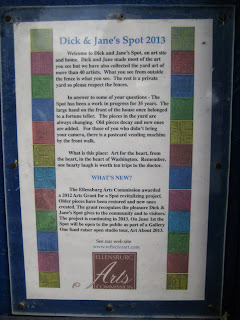 Dick & Jane's Spot 2013
Welcome to Dick and Jane's Spot, an art site
and home. Dick and Jane made most of the art
you see but we have also collected the yard art of
more than 40 artists. What you see from outside
the fence is what you see. The rest is a private
yard so please respect the fences.
In answer to some of your questions - The
Spot has been a work in progress for 35 years. The
large hand on the front of the house once belonged
to a fortune teller. The pieces in the yard are
always changing. Old pieces decay and new ones
are added. For those of you who didn't bring
your camera, there is a postcard vending machine
by the front walk.
What is this place: Art for the heart, from
the heart, in the heart of Washington. Remember,
one hearty laugh is worth ten trips to the doctor.
WHAT'S NEW?
The Ellensburg Arts Commission awarded
a 2012 Arts Grant for a Spot revitalizing project.
Older pieces have been restored and new ones
created. The grant recognizes the pleasure Dick &
Jane's Spot gives to the community and to visitors.
The project is continuing in 2013. On June 1st the
Spot will be open to the public as part of a Gallery
One fund raiser open studio tour, Art About 2013.
See our web site
www.reflectorart.com
ELLENSBURG
Arts
COMMISSION